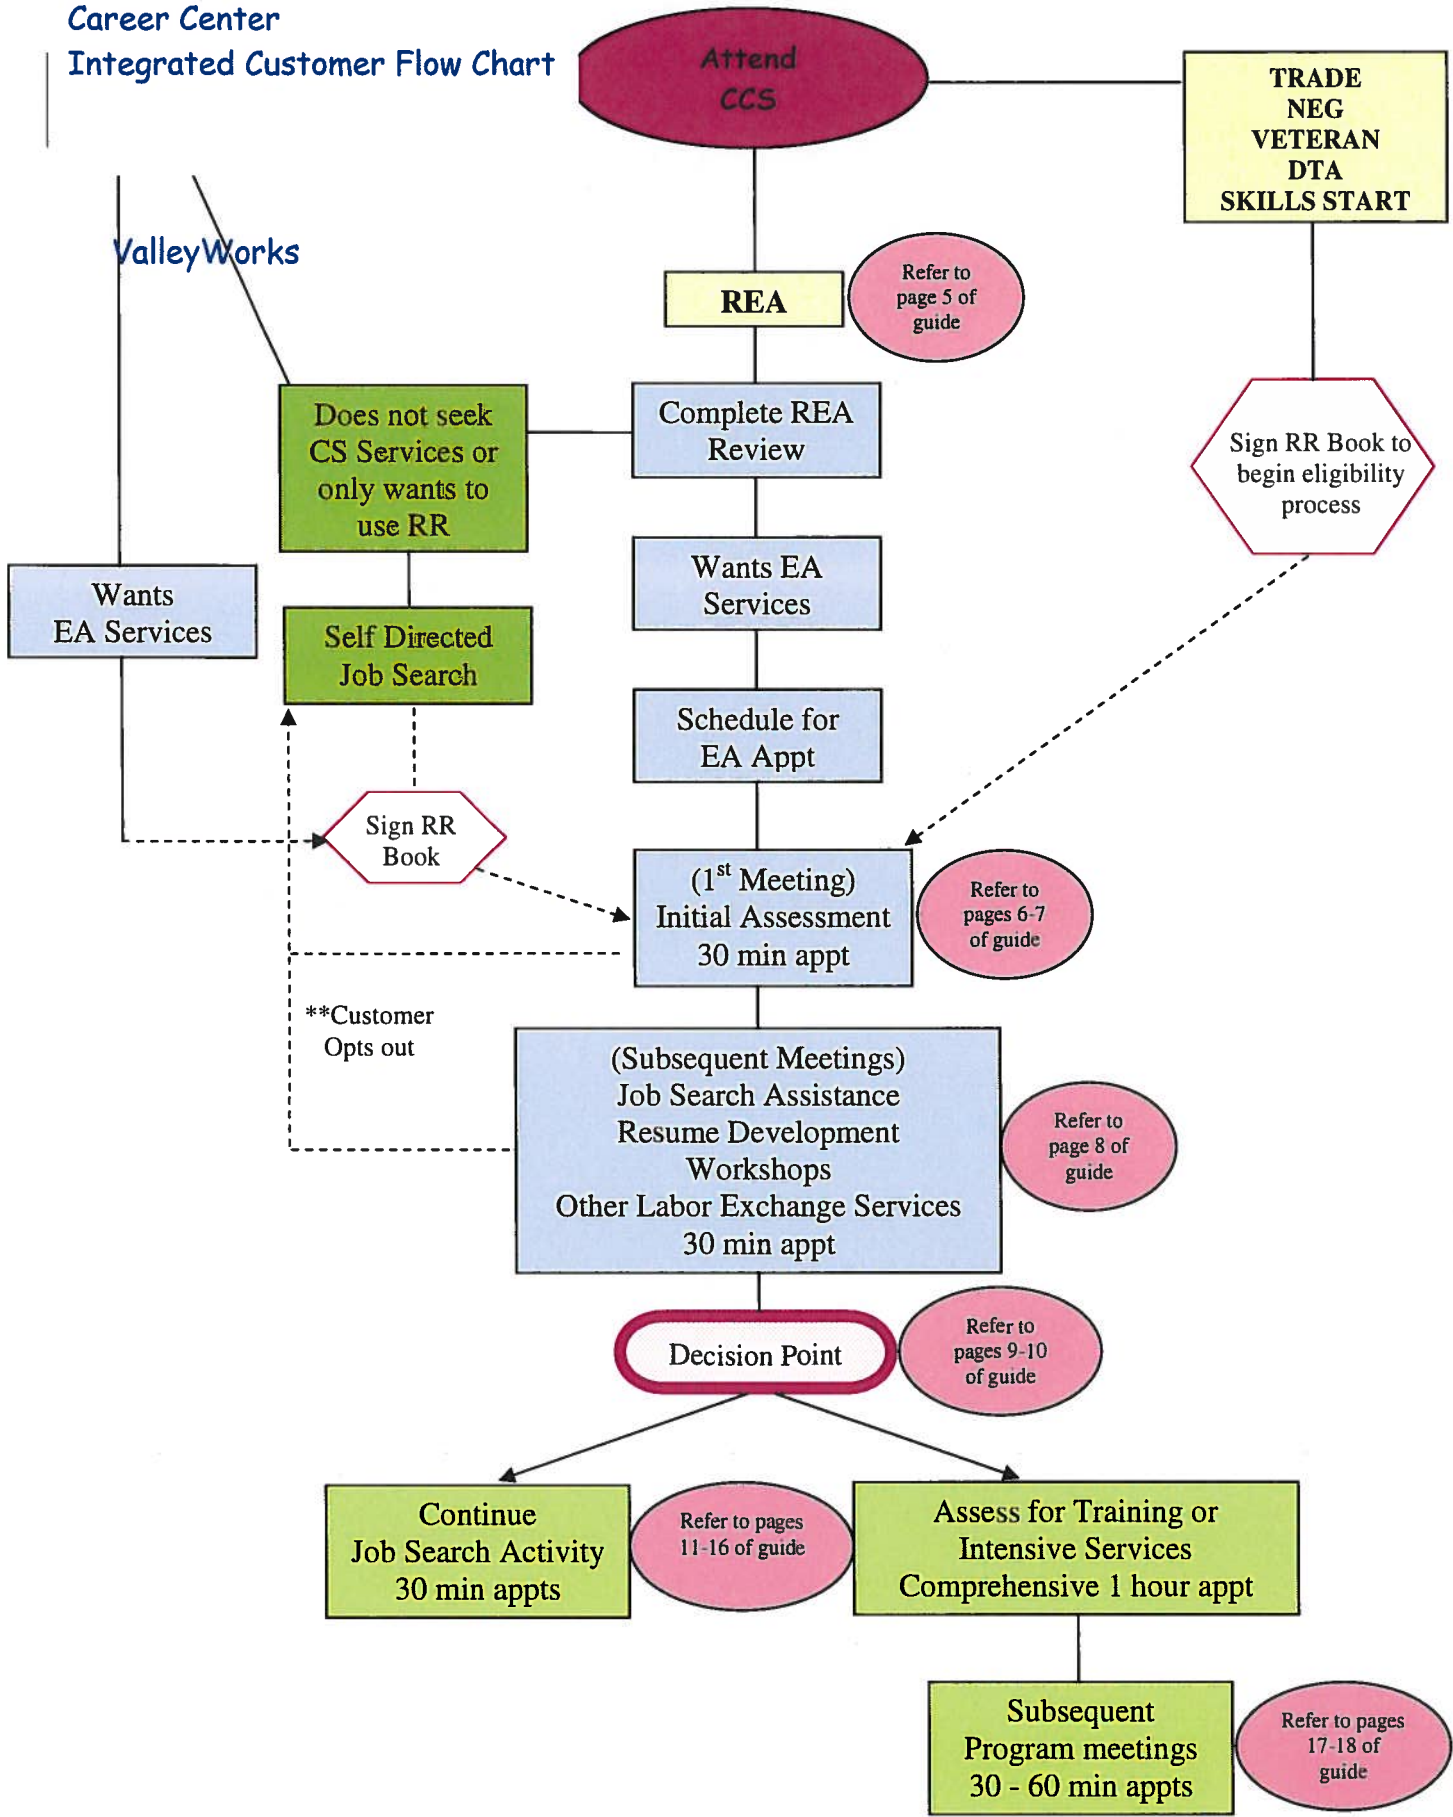 Career Center
Integrated Customer Flow Chart
Attend
CCS
TRADE
NEG
VETERAN
DTA
SKILLS START
ValleyWorks
REA
Refer to
page 5 of
guide
Does not seek
CS Services or
only wants to
use RR
Complete REA
Review
Sign RR Book to
begin eligibility
process
Wants
EA Services
Self Directed
Job Search
Wants EA
Services
Schedule for
EA Appt
Sign RR
Book
(1st Meeting)
Initial Assessment
30 min appt
Refer to
pages 6-7
of guide
**Customer
Opts out
(Subsequent Meetings)
Job Search Assistance
Resume Development
Workshops
Other Labor Exchange Services
30 min appt
Refer to
page 8 of
guide
Decision Point
Refer to
pages 9-10
of guide
Continue
Job Search Activity
30 min appts
Refer to pages
11-16 of guide
Assess for Training or
Intensive Services
Comprehensive 1 hour appt
Subsequent
Program meetings
30 - 60 min appts
Refer to pages
17-18 of
guide